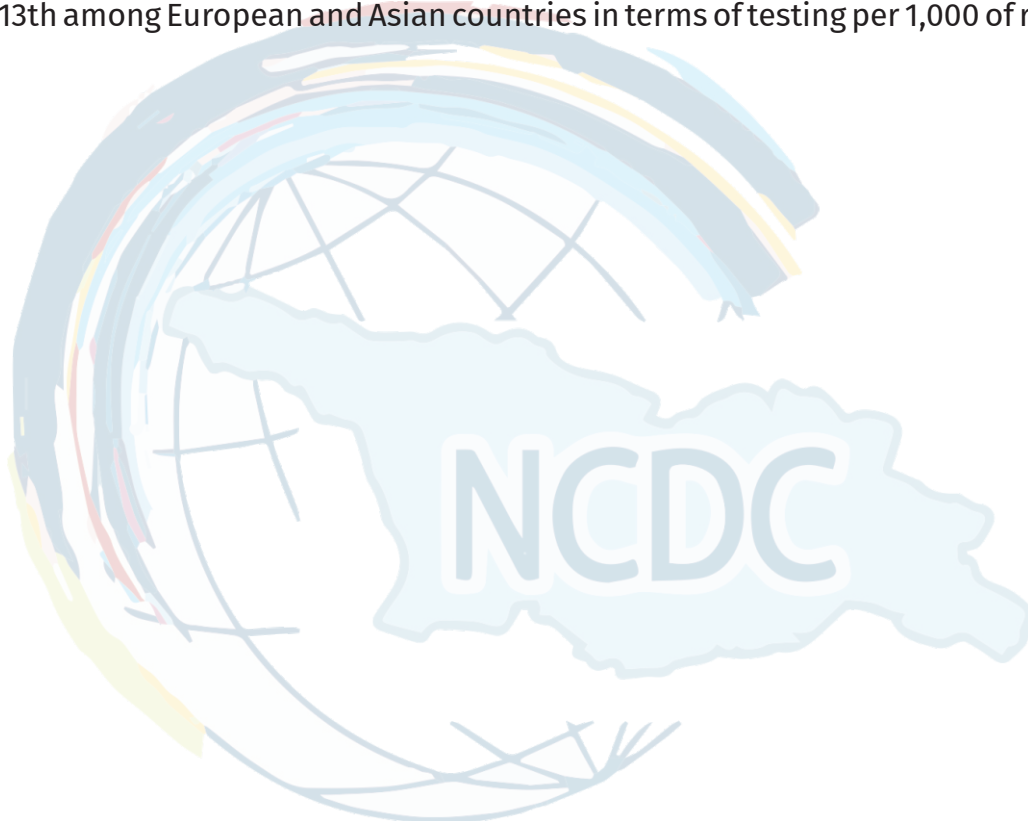 13th among European and Asian countries in terms of testing per 1,000 of
NCDC